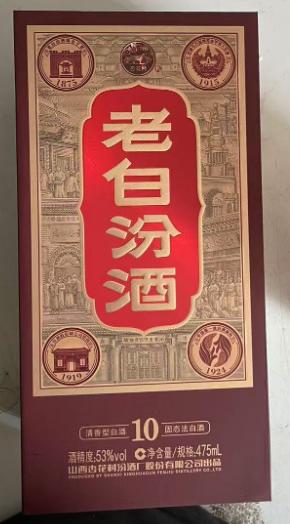 1875
1915
老白汾酒
1919
1924
清香型白酒 10 固态法白酒
酒精度:53%vol 净含量/规格:475mL
山西杏花村汾酒厂股份有限公司出品
PRODUCED BY SHANXI XINGHUACUN FENJIU DISTILLERY CO.,LTD